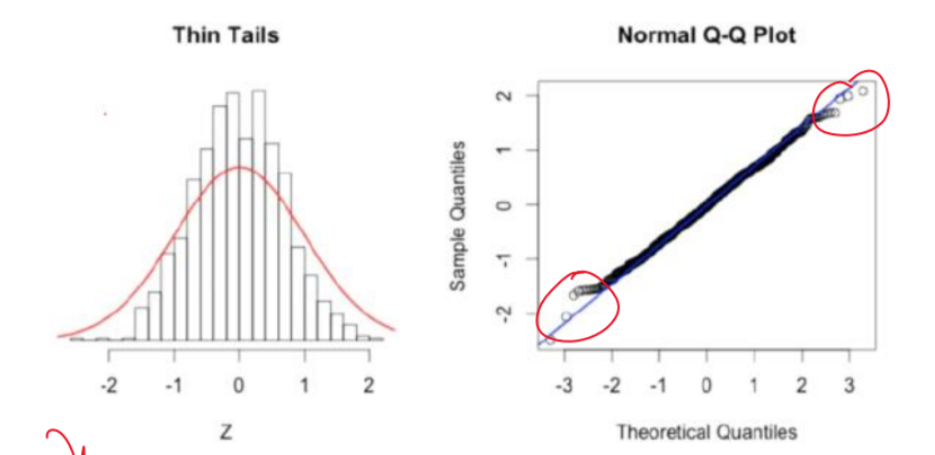 Thin Tails
-2 -1 0 1 2
Z
Normal Q-Q Plot
Sample Quantiles
2
1
0
-1
-2
-3 -2 -1 0 1 2 3
Theoretical Quantiles